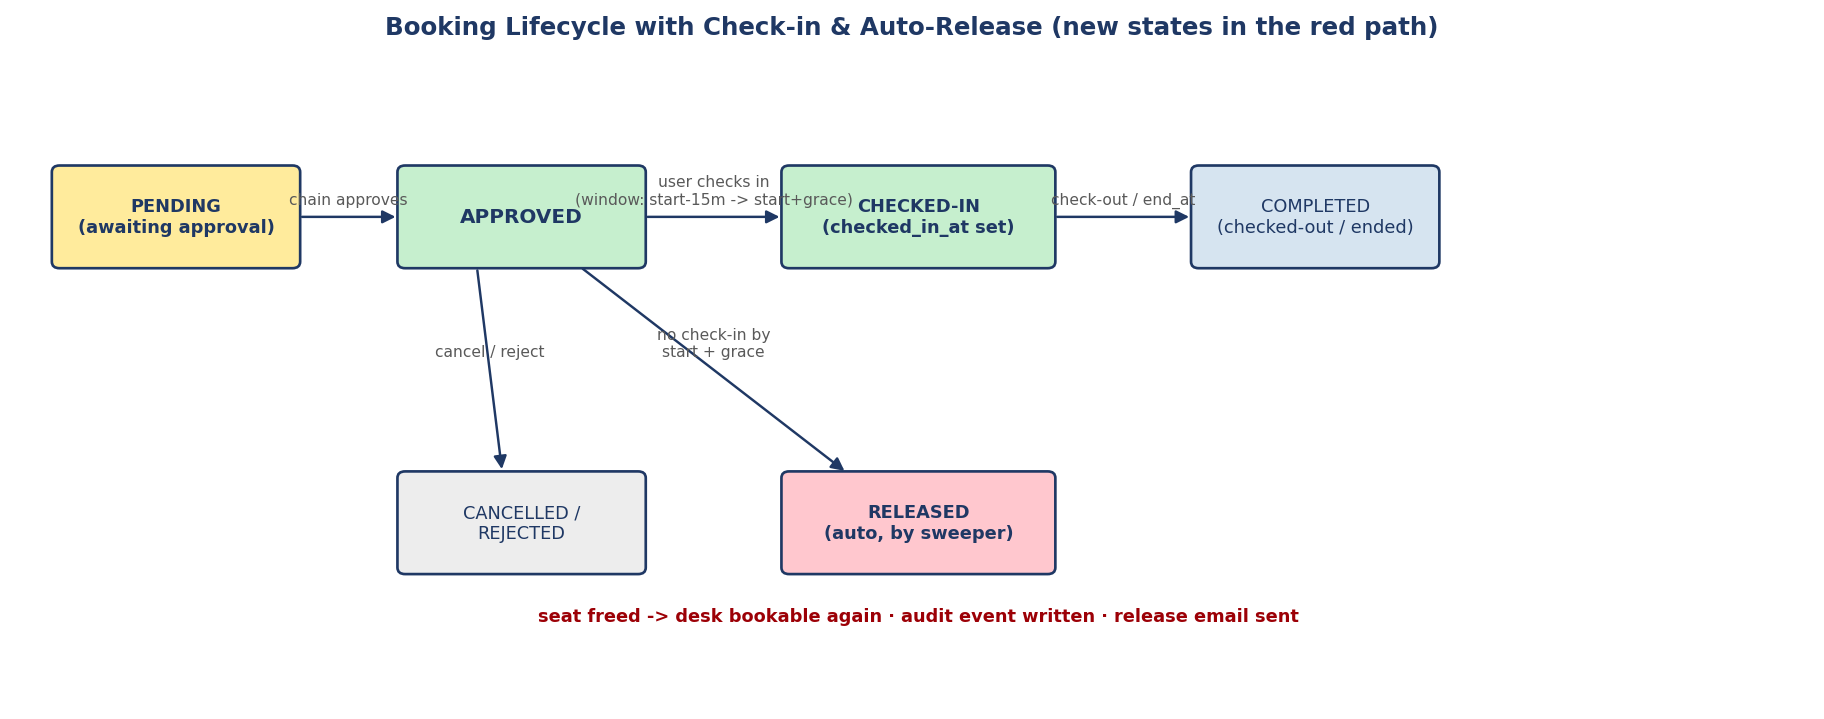 Booking Lifecycle with Check-in & Auto-Release (new states in the red path)
PENDING
(awaiting approval)
chain approves
APPROVED
user checks in
(window: start-15m -> start+grace)
CHECKED-IN
(checked_in_at set)
check-out / end_at
COMPLETED
(checked-out / ended)
cancel / reject
no check-in by
start + grace
CANCELLED /
REJECTED
RELEASED
(auto, by sweeper)
seat freed -> desk bookable again · audit event written · release email sent